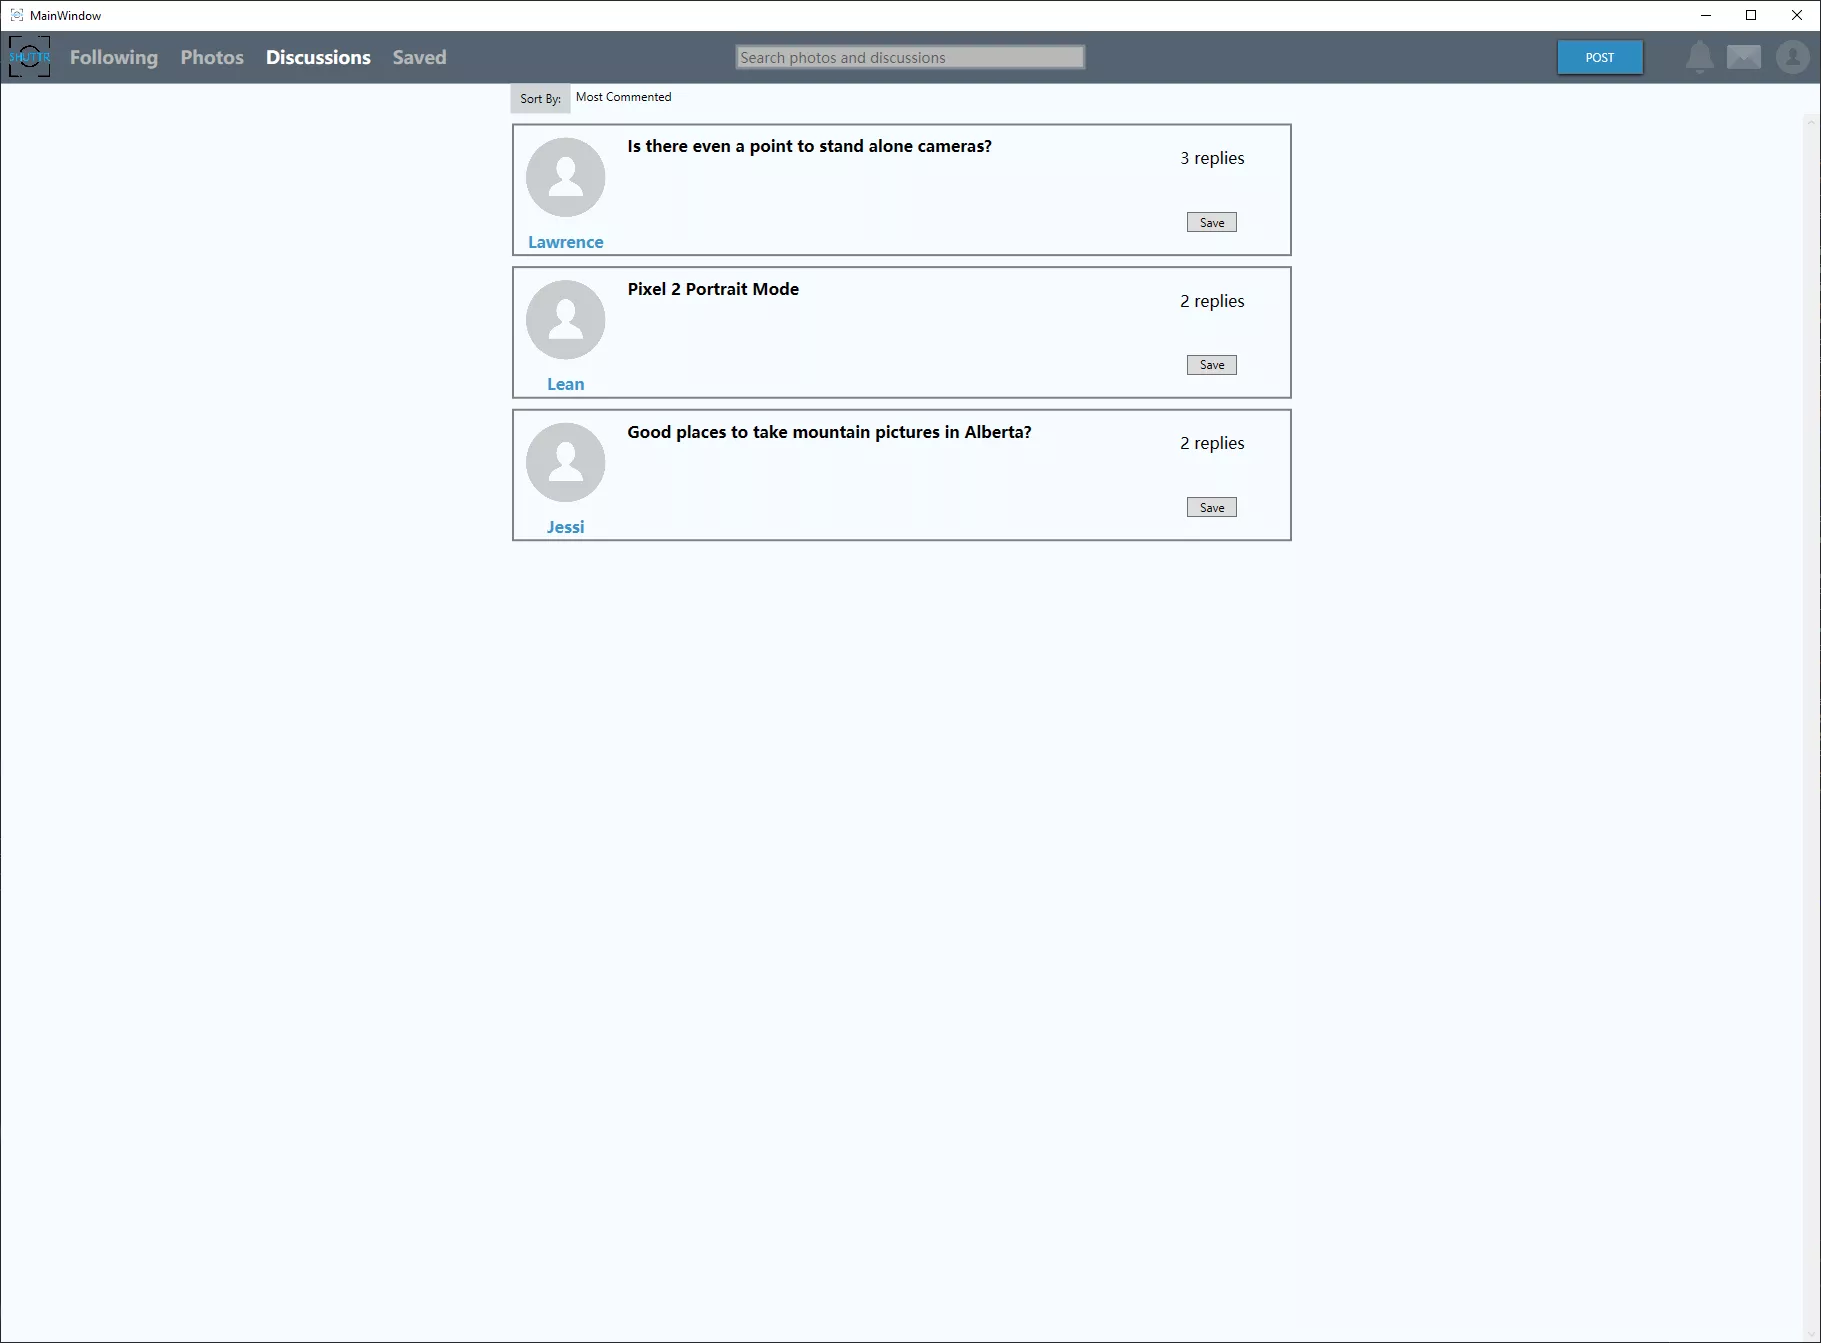 MainWindow
SHUTTR Following Photos Discussions Saved Search photos and discussions POST
Sort By: Most Commented
Is there even a point to stand alone cameras?
3 replies
Save
Lawrence
Pixel 2 Portrait Mode
2 replies
Save
Lean
Good places to take mountain pictures in Alberta?
2 replies
Save
Jessi